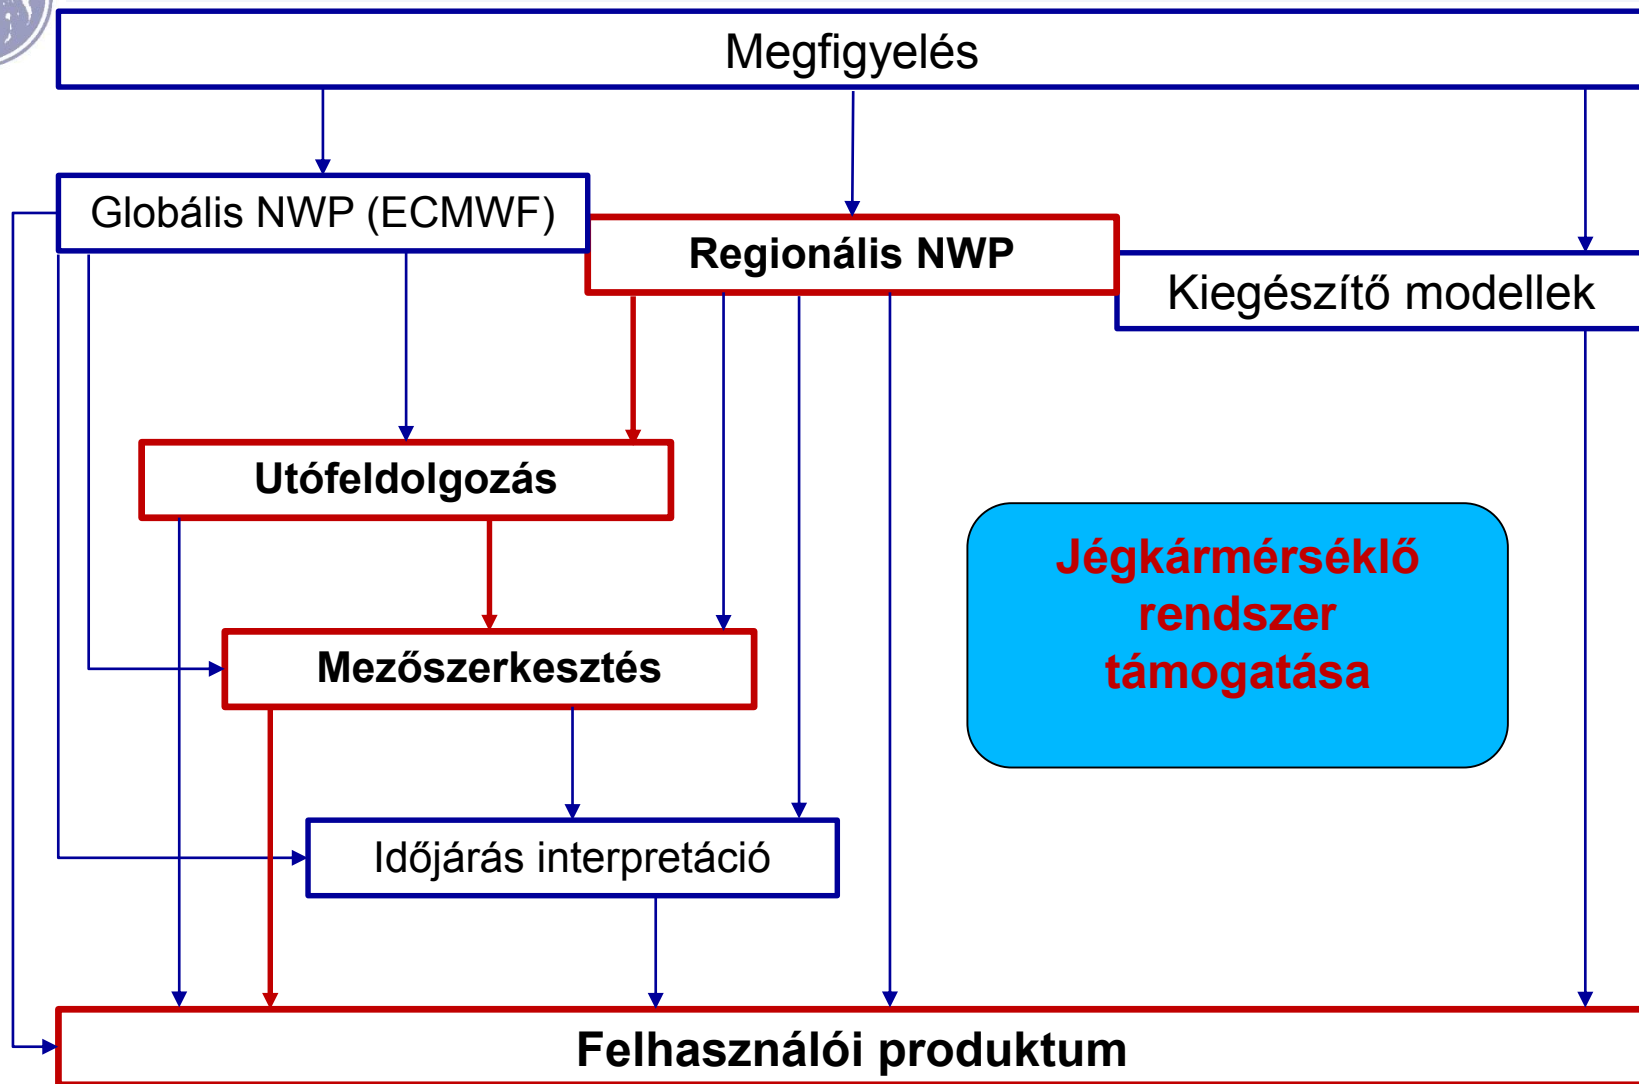 Megfigyelés
Globális NWP (ECMWF)
Regionális NWP
Kiegészítő modellek
Utófeldolgozás
Jégkármérséklő
rendszer
támogatása
Mezőszerkesztés
Időjárás interpretáció
Felhasználói produktum